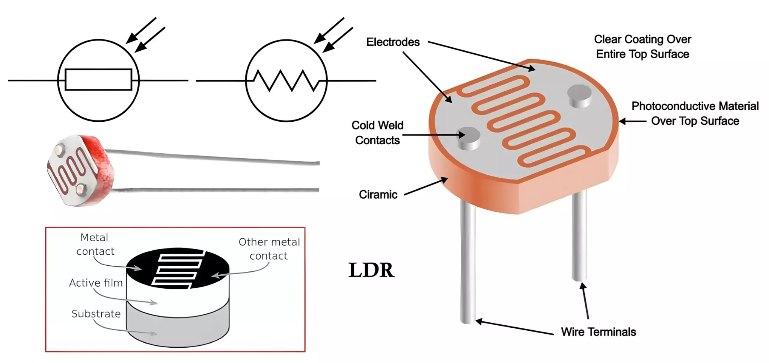 Electrodes
Clear Coating Over
Entire Top Surface
Photoconductive Material
Over Top Surface
Cold Weld
Contacts
Ciramic
Metal
contact
Other metal
contact
Active film
Substrate
LDR
Wire Terminals